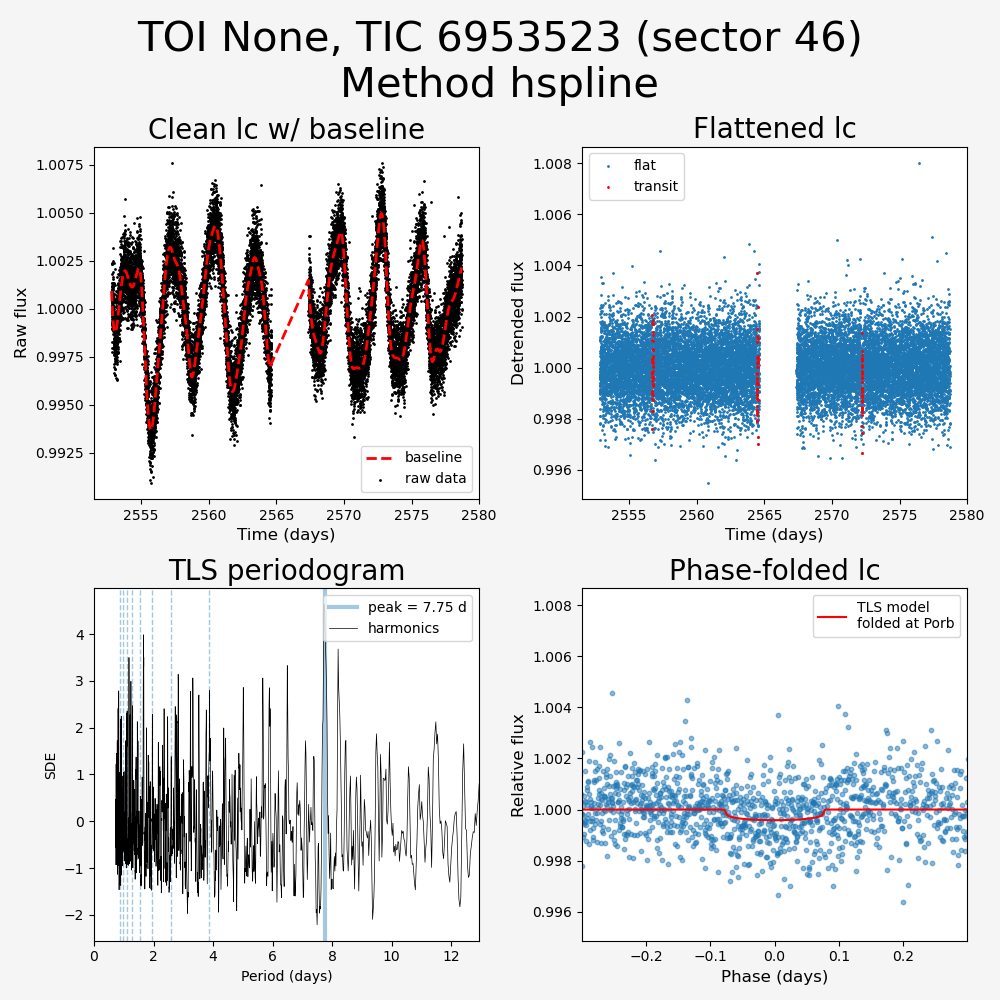 TOI None, TIC 6953523 (sector 46)
Method hspline
Clean lc w/ baseline
Raw flux
1.0075
1.0050
1.0025
1.0000
0.9975
0.9950
0.9925
baseline
raw data
2555 2560 2565 2570 2575 2580
Time (days)
Flattened lc
Detrended flux
1.008
1.006
1.004
1.002
1.000
0.998
0.996
flat
transit
2555 2560 2565 2570 2575 2580
Time (days)
TLS periodogram
SDE
4
3
2
1
0
−1
−2
peak = 7.75 d
harmonics
0 2 4 6 8 10 12
Period (days)
Phase-folded lc
Relative flux
1.008
1.006
1.004
1.002
1.000
0.998
0.996
TLS model
folded at Porb
−0.2 −0.1 0.0 0.1 0.2
Phase (days)